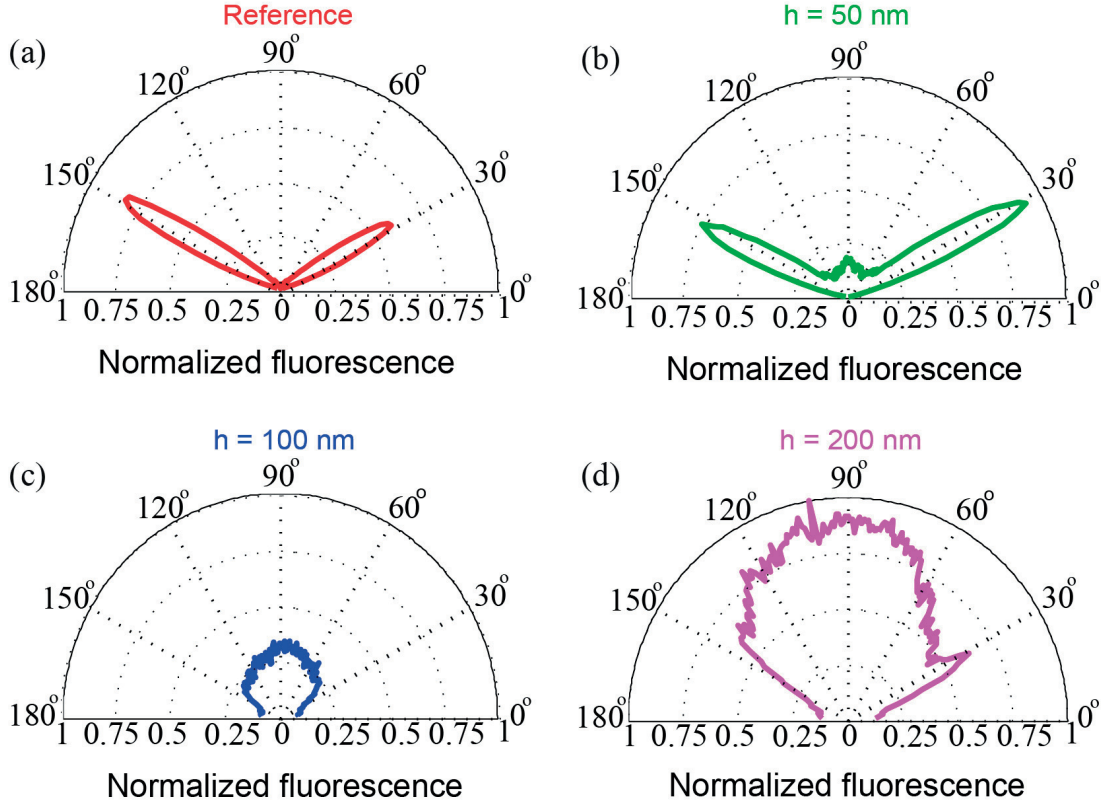 Reference
(a)
90°
120° 60°
150° 30°
180° 0°
1 0.75 0.5 0.25 0 0.25 0.5 0.75 1
Normalized fluorescence
h = 50 nm
(b)
90°
120° 60°
150° 30°
180° 0°
1 0.75 0.5 0.25 0 0.25 0.5 0.75 1
Normalized fluorescence
h = 100 nm
(c)
90°
120° 60°
150° 30°
180° 0°
1 0.75 0.5 0.25 0 0.25 0.5 0.75 1
Normalized fluorescence
h = 200 nm
(d)
90°
120° 60°
150° 30°
180° 0°
1 0.75 0.5 0.25 0 0.25 0.5 0.75 1
Normalized fluorescence